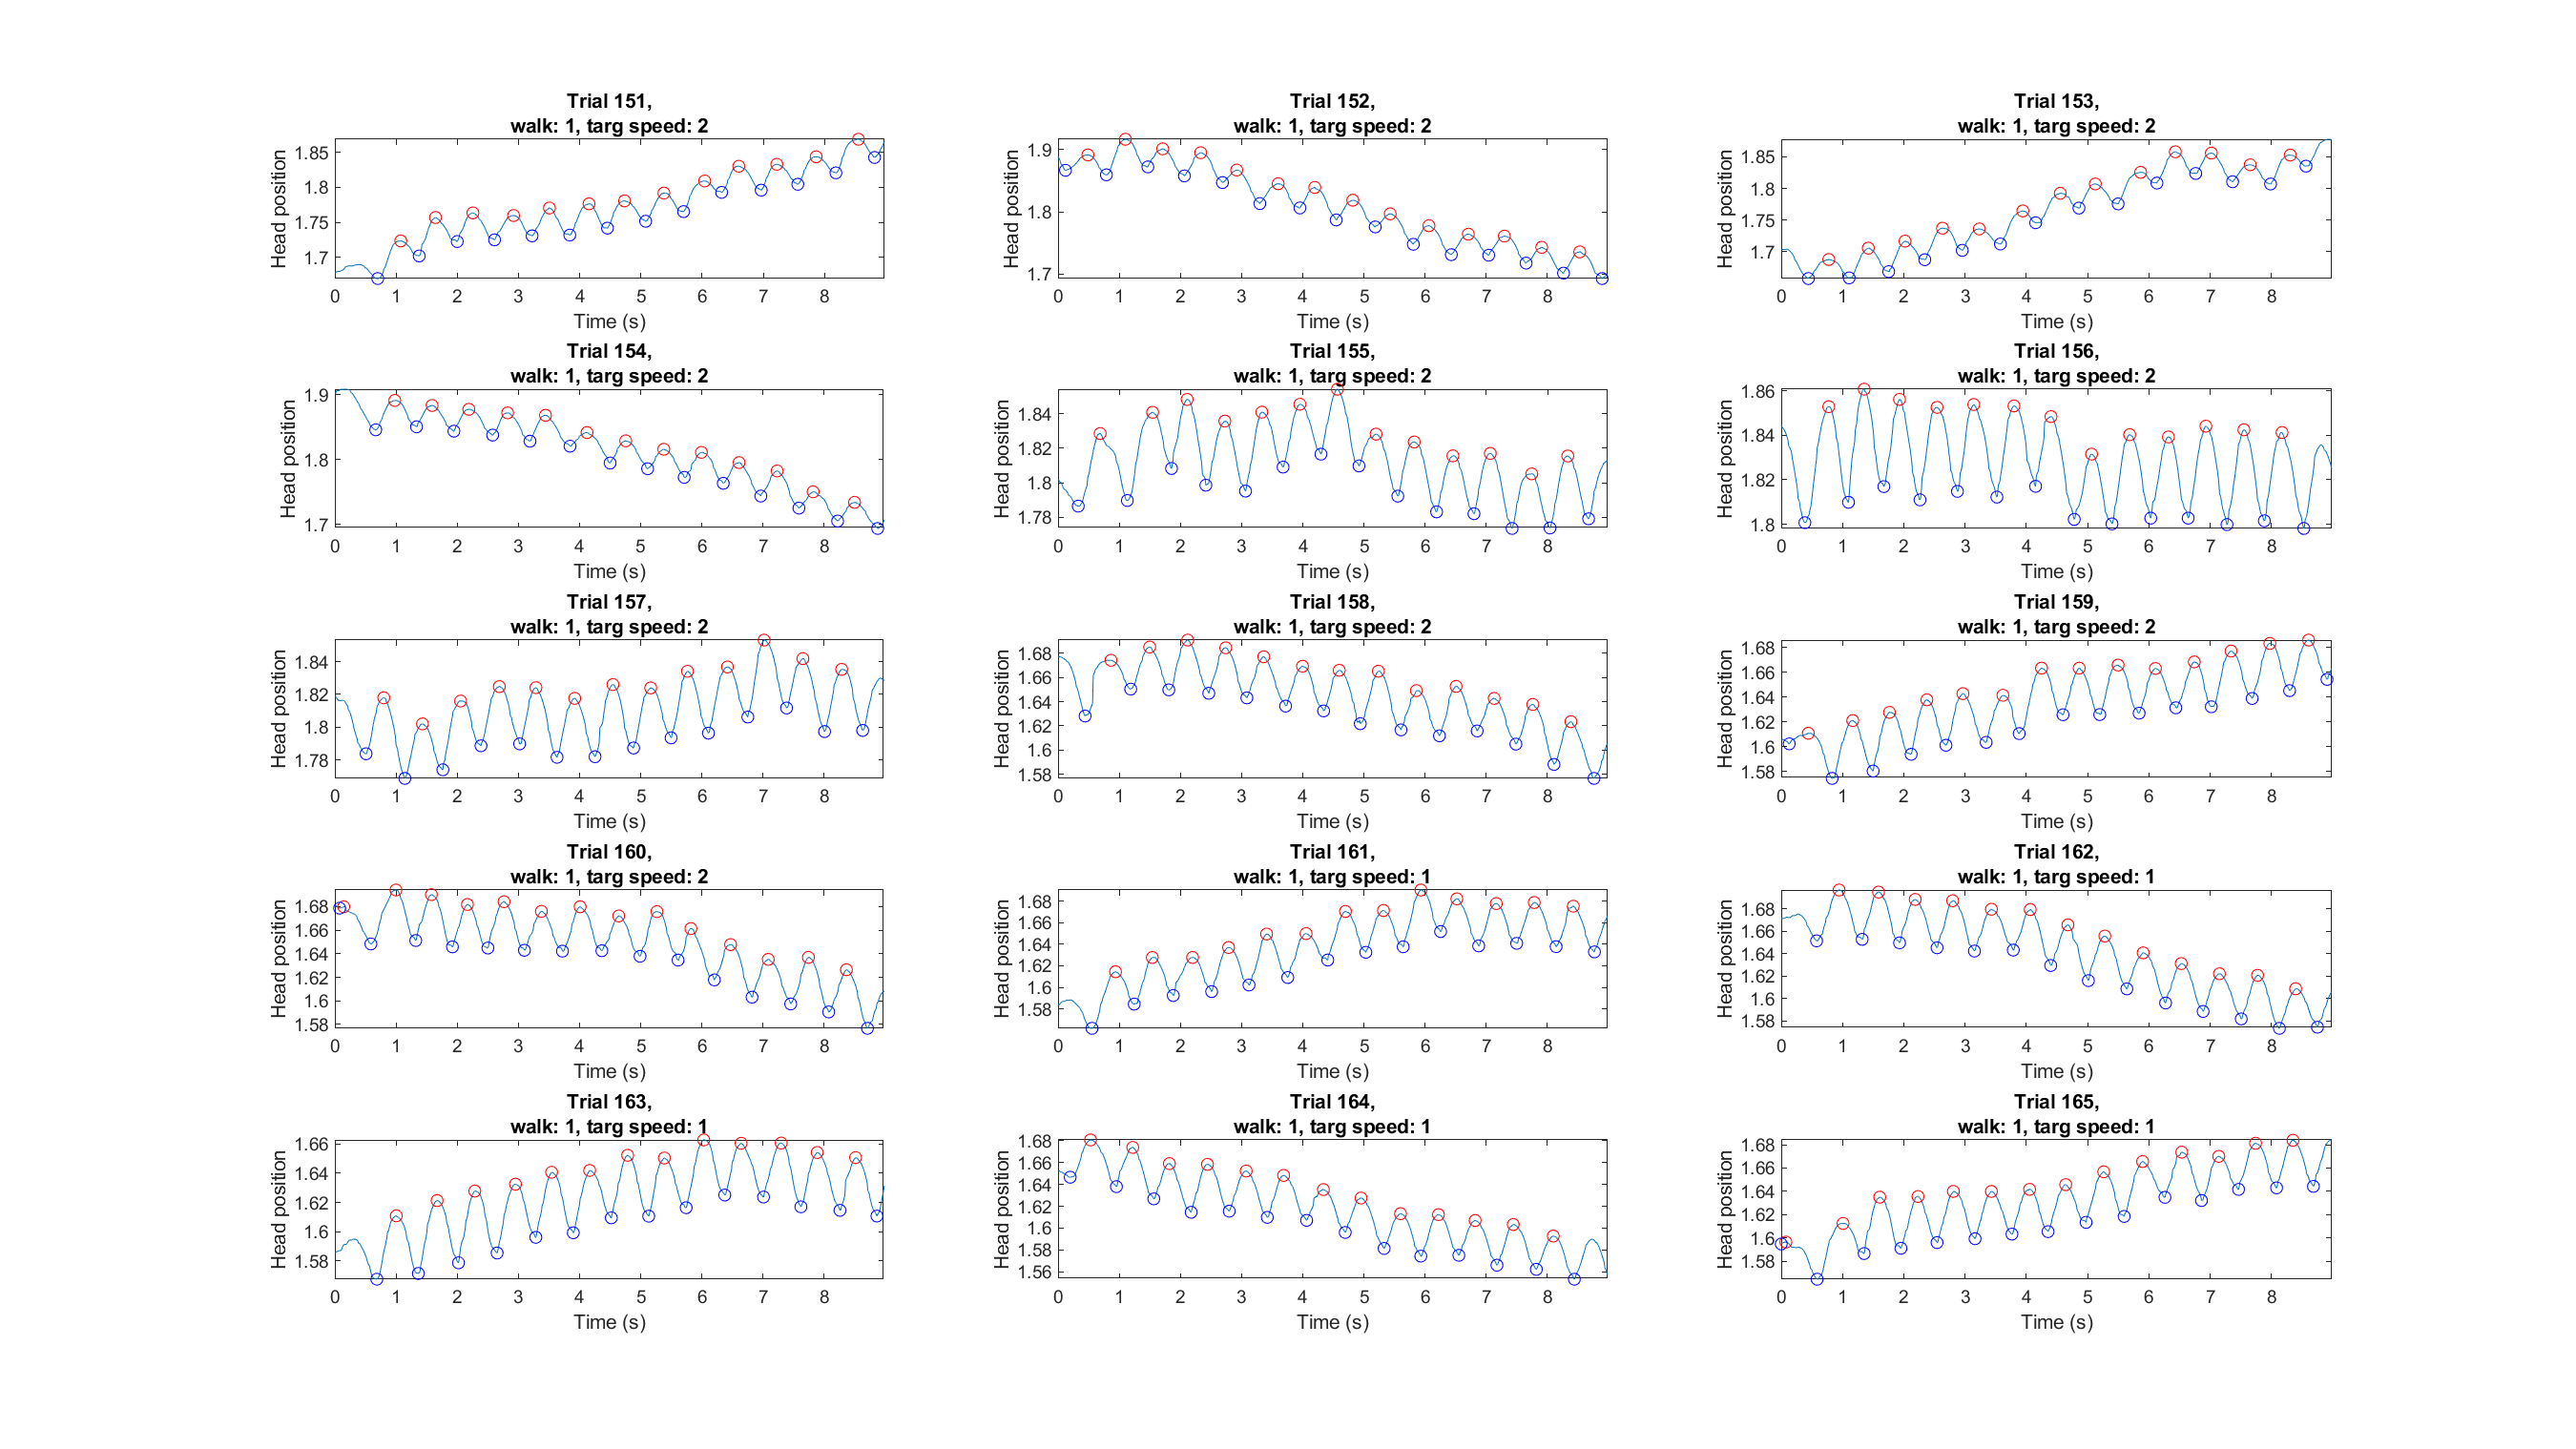 Trial 151,
walk: 1, targ speed: 2
Head position
1.85
1.8
1.75
1.7
0 1 2 3 4 5 6 7 8
Time (s)
Trial 152,
walk: 1, targ speed: 2
Head position
1.9
1.8
1.7
0 1 2 3 4 5 6 7 8
Time (s)
Trial 153,
walk: 1, targ speed: 2
Head position
1.85
1.8
1.75
1.7
0 1 2 3 4 5 6 7 8
Time (s)
Trial 154,
walk: 1, targ speed: 2
Head position
1.9
1.8
1.7
0 1 2 3 4 5 6 7 8
Time (s)
Trial 155,
walk: 1, targ speed: 2
Head position
1.84
1.82
1.8
1.78
0 1 2 3 4 5 6 7 8
Time (s)
Trial 156,
walk: 1, targ speed: 2
Head position
1.86
1.84
1.82
1.8
0 1 2 3 4 5 6 7 8
Time (s)
Trial 157,
walk: 1, targ speed: 2
Head position
1.84
1.82
1.8
1.78
0 1 2 3 4 5 6 7 8
Time (s)
Trial 158,
walk: 1, targ speed: 2
Head position
1.68
1.66
1.64
1.62
1.6
1.58
0 1 2 3 4 5 6 7 8
Time (s)
Trial 159,
walk: 1, targ speed: 2
Head position
1.68
1.66
1.64
1.62
1.6
1.58
0 1 2 3 4 5 6 7 8
Time (s)
Trial 160,
walk: 1, targ speed: 2
Head position
1.68
1.66
1.64
1.62
1.6
1.58
0 1 2 3 4 5 6 7 8
Time (s)
Trial 161,
walk: 1, targ speed: 1
Head position
1.68
1.66
1.64
1.62
1.6
1.58
0 1 2 3 4 5 6 7 8
Time (s)
Trial 162,
walk: 1, targ speed: 1
Head position
1.68
1.66
1.64
1.62
1.6
1.58
0 1 2 3 4 5 6 7 8
Time (s)
Trial 163,
walk: 1, targ speed: 1
Head position
1.66
1.64
1.62
1.6
1.58
0 1 2 3 4 5 6 7 8
Time (s)
Trial 164,
walk: 1, targ speed: 1
Head position
1.68
1.66
1.64
1.62
1.6
1.58
1.56
0 1 2 3 4 5 6 7 8
Time (s)
Trial 165,
walk: 1, targ speed: 1
Head position
1.68
1.66
1.64
1.62
1.6
1.58
0 1 2 3 4 5 6 7 8
Time (s)